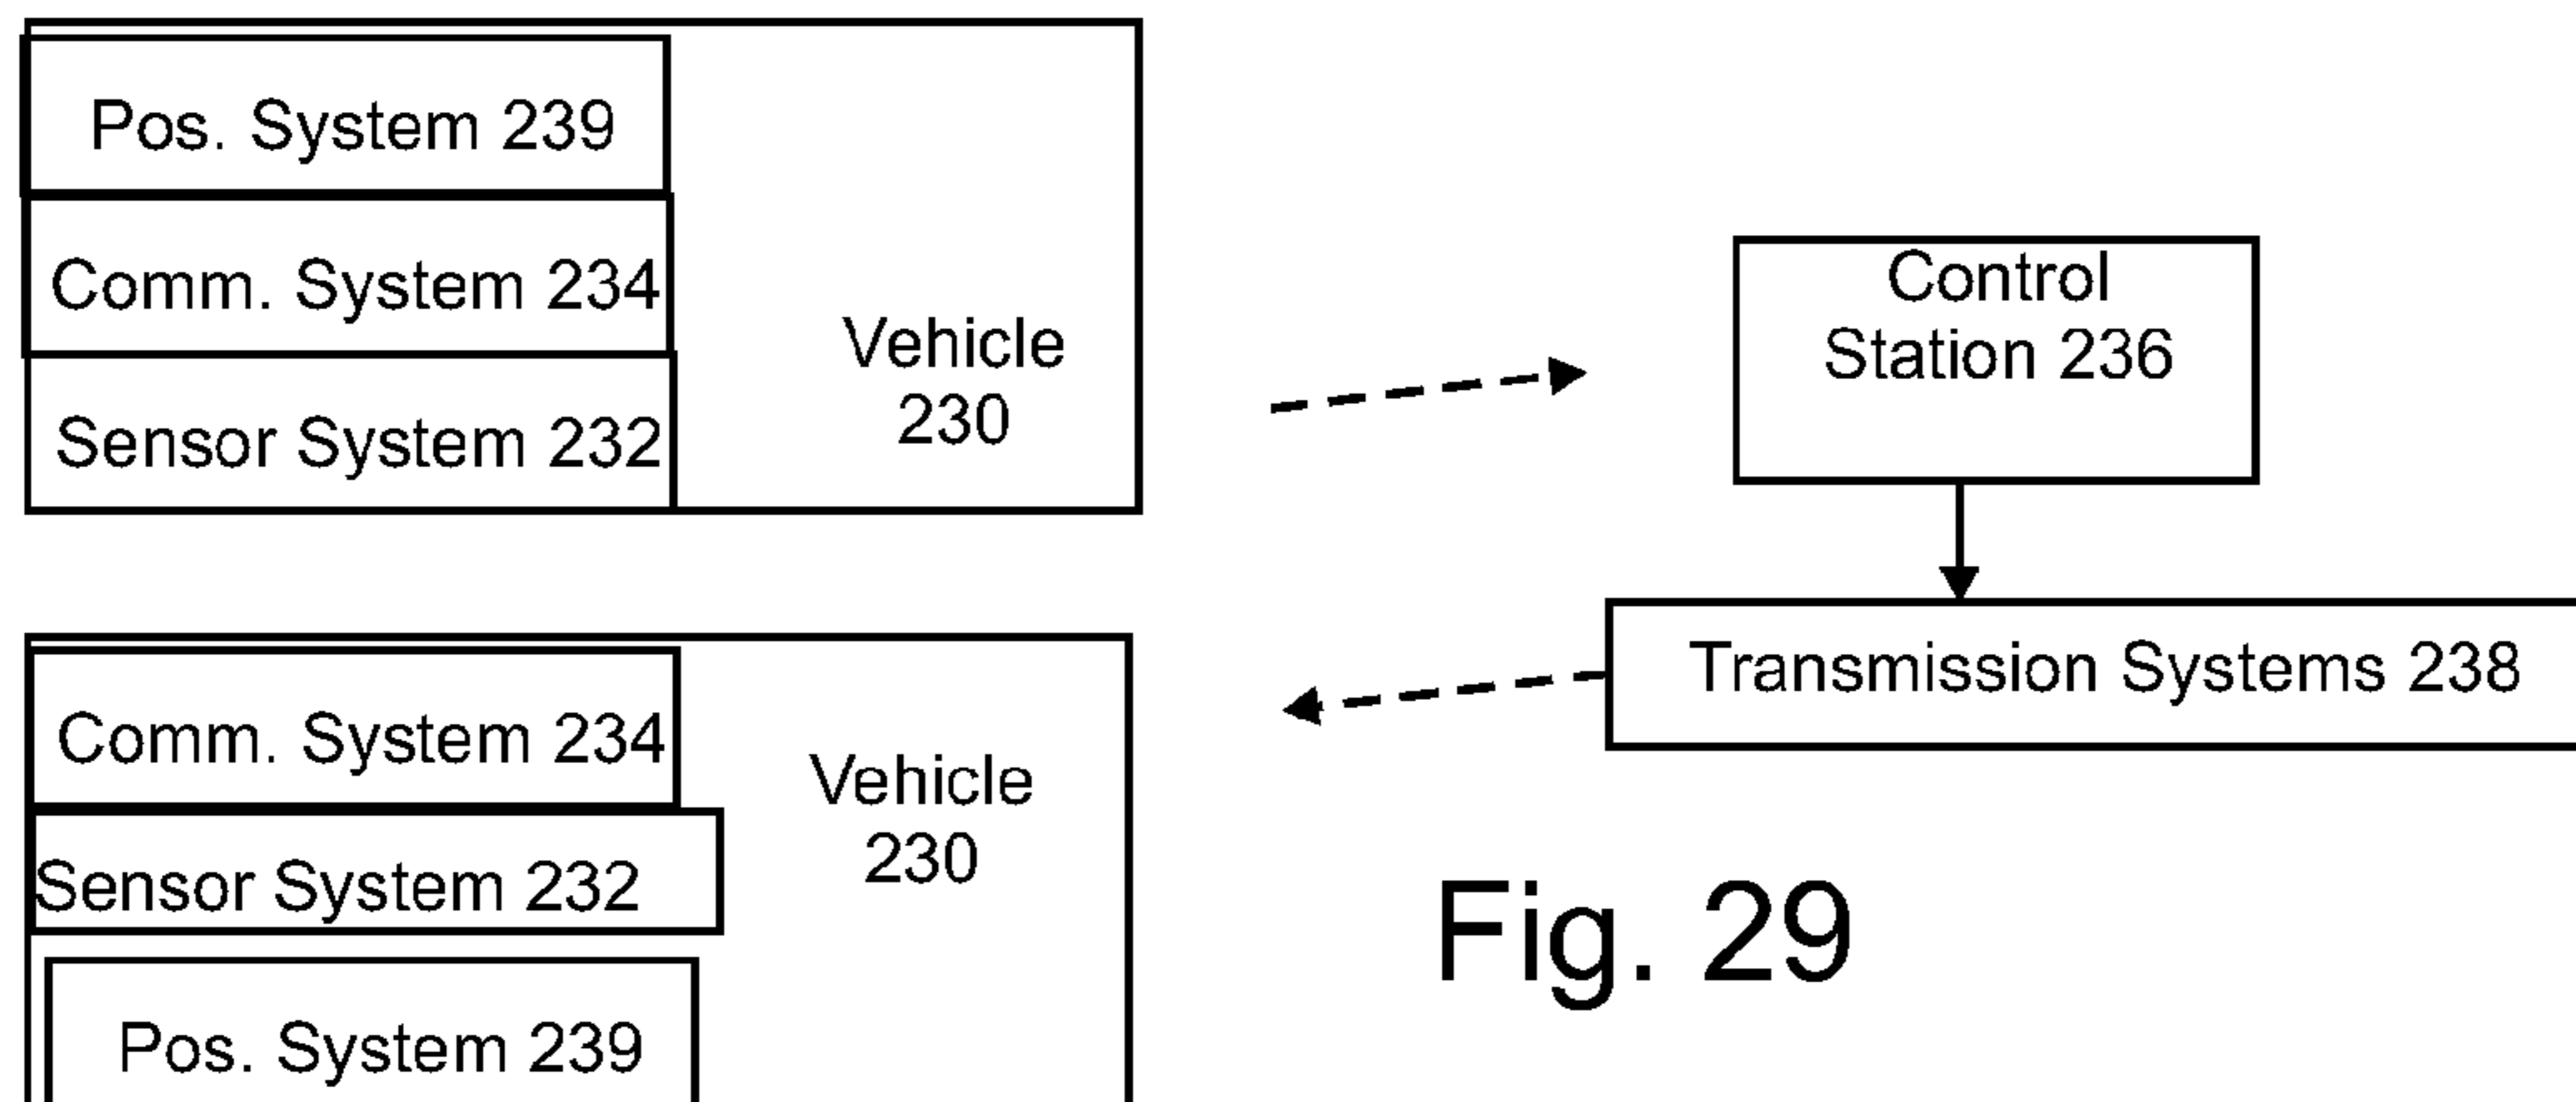 Pos. System 239
Comm. System 234
Sensor System 232
Vehicle
230
Control
Station 236
Transmission Systems 238
Comm. System 234
Sensor System 232
Pos. System 239
Vehicle
230
Fig. 29